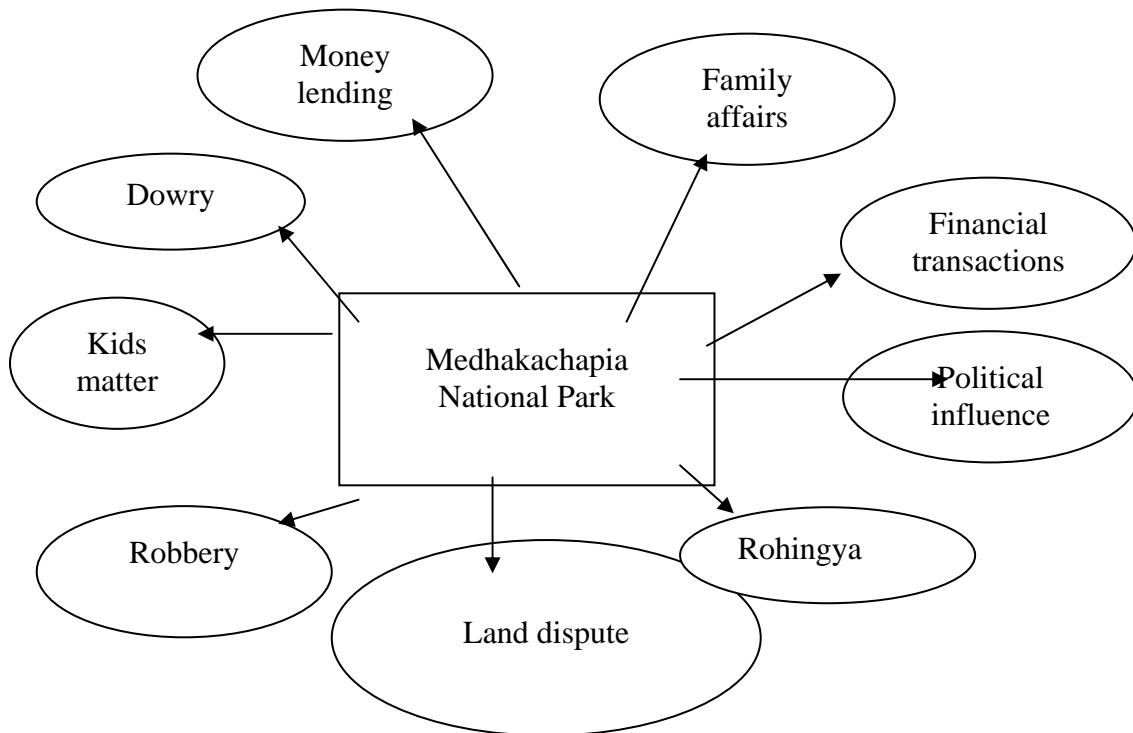 Money
lending
Family
affairs
Dowry
Financial
transactions
Kids
matter
Medhakachapia
National Park
Political
influence
Robbery
Rohingya
Land dispute